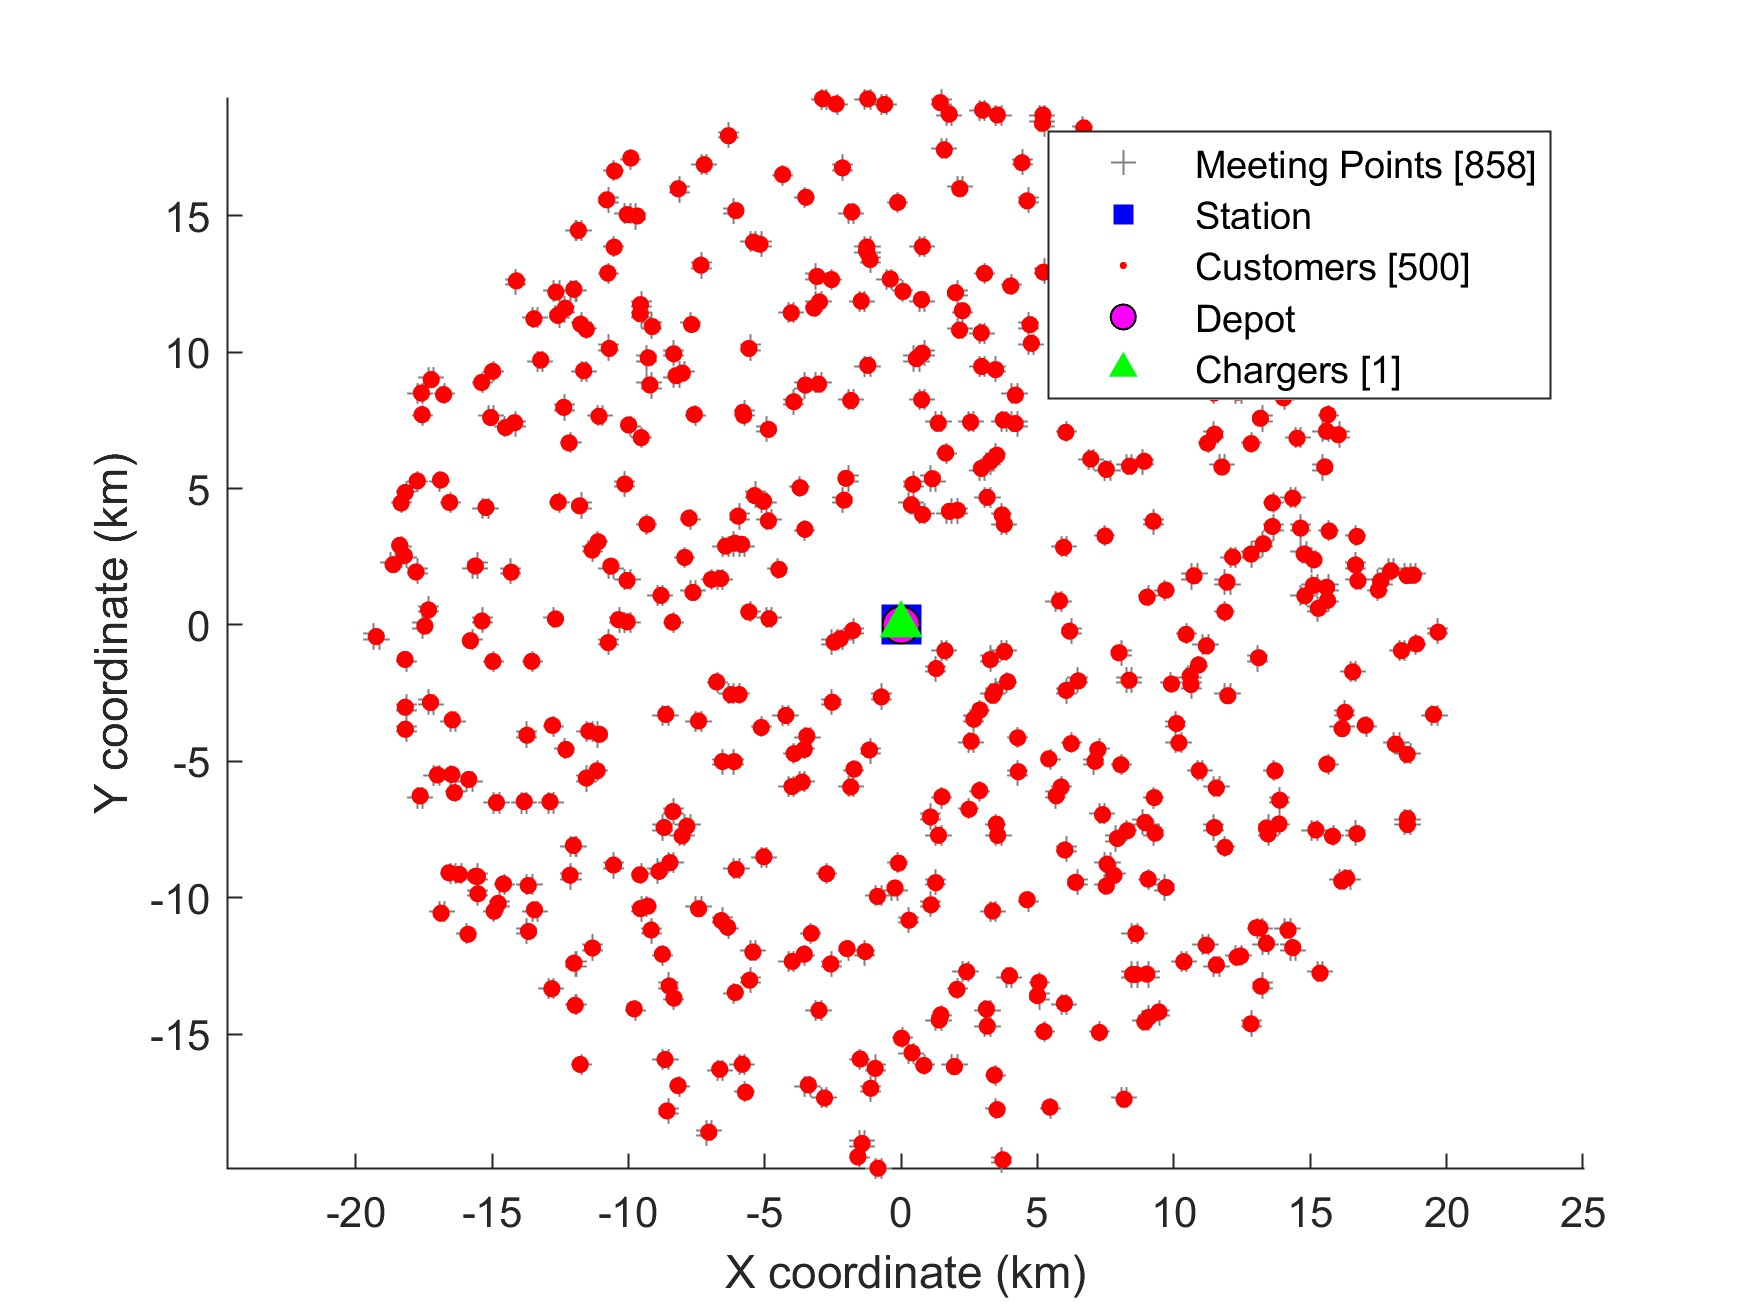 Meeting Points [858]
Station
Customers [500]
Depot
Chargers [1]
15
10
5
0
-5
-10
-15
Y coordinate (km)
-20 -15 -10 -5 0 5 10 15 20 25
X coordinate (km)